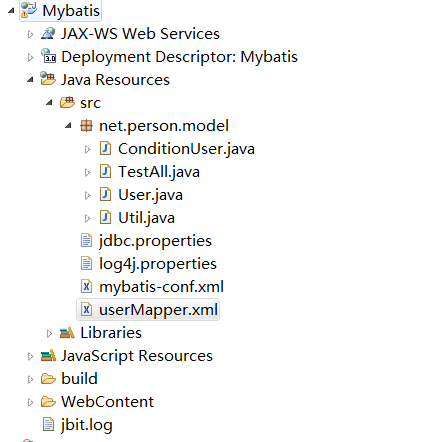 Mybatis
JAX-WS Web Services
Deployment Descriptor: Mybatis
Java Resources
src
net.person.model
ConditionUser.java
TestAll.java
User.java
Util.java
jdbc.properties
log4j.properties
mybatis-conf.xml
userMapper.xml
Libraries
JavaScript Resources
build
WebContent
jbit.log